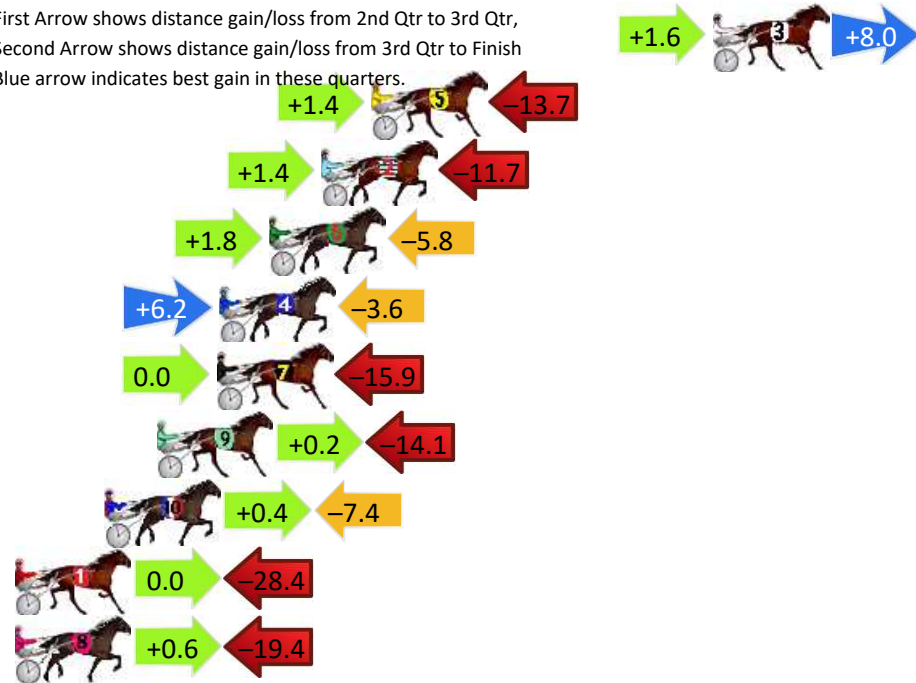 First Arrow shows distance gain/loss from 2nd Qtr to 3rd Qtr,
Second Arrow shows distance gain/loss from 3rd Qtr to Finish
Blue arrow indicates best gain in these quarters.
+1.6 3 +8.0
+1.4 5 –13.7
+1.4 2 –11.7
+1.8 6 –5.8
+6.2 4 –3.6
0.0 7 –15.9
9 +0.2 –14.1
10 +0.4 –7.4
1 0.0 –28.4
8 +0.6 –19.4